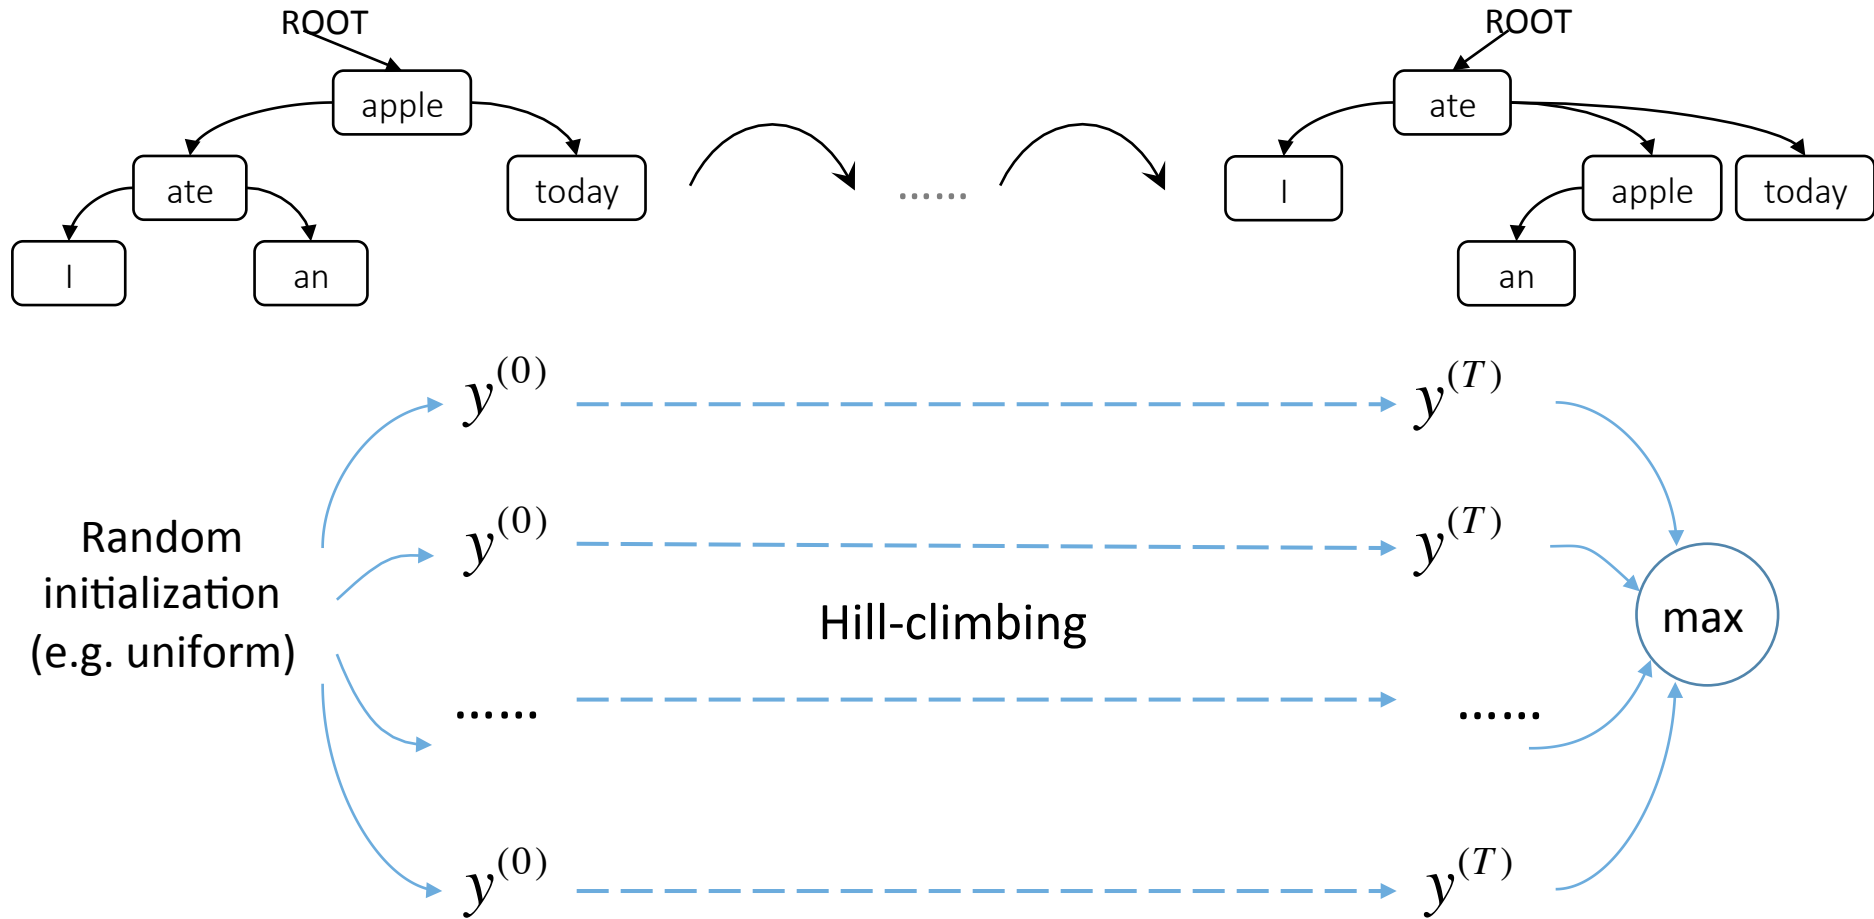 ROOT
apple
ate
today
I
an
......
ROOT
ate
I
apple
today
an
y^{(0)}
y^{(T)}
y^{(0)}
y^{(T)}
Random
initialization
(e.g. uniform)
Hill-climbing
max
......
......
y^{(0)}
y^{(T)}